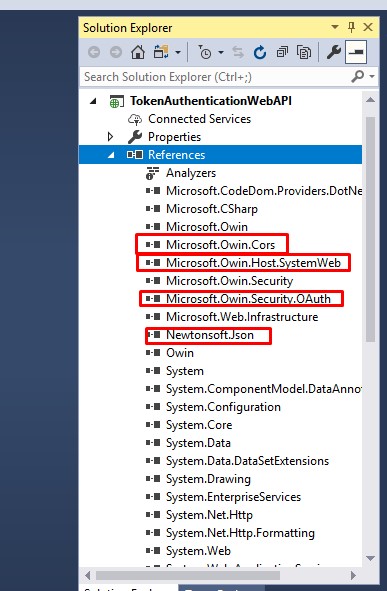 Solution Explorer
Search Solution Explorer (Ctrl+;)
TokenAuthenticationWebAPI
Connected Services
Properties
References
Analyzers
Microsoft.CodeDom.Providers.DotNe
Microsoft.CSharp
Microsoft.Owin
Microsoft.Owin.Cors
Microsoft.Owin.Host.SystemWeb
Microsoft.Owin.Security
Microsoft.Owin.Security.OAuth
Microsoft.Web.Infrastructure
Newtonsoft.Json
Owin
System
System.ComponentModel.DataAnnot
System.Configuration
System.Core
System.Data
System.Data.DataSetExtensions
System.Drawing
System.EnterpriseServices
System.Net.Http
System.Net.Http.Formatting
System.Web